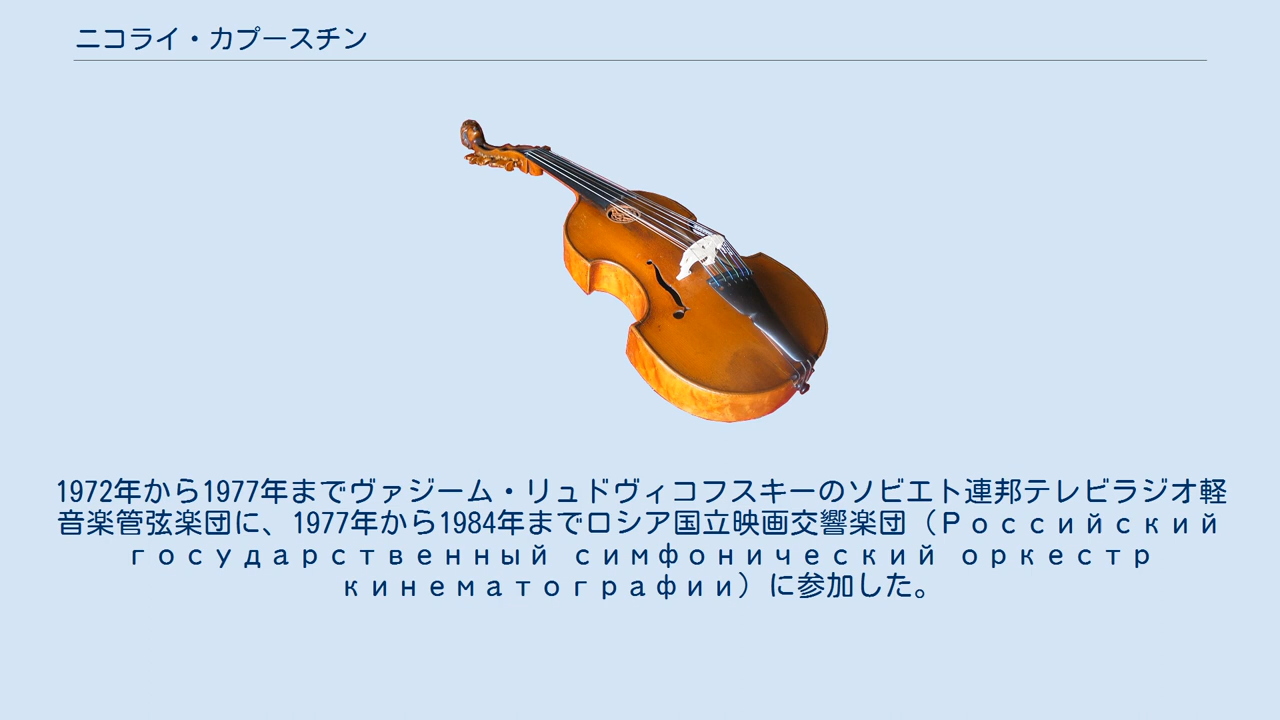 ニコライ・カプースチン
1972年から1977年までヴァジーム・リュドヴィコフスキーのソビエト連邦テレビラジオ軽
音楽管弦楽団に、1977年から1984年までロシア国立映画交響楽団（Российский
государственный симфонический оркестр
кинематографии）に参加した。